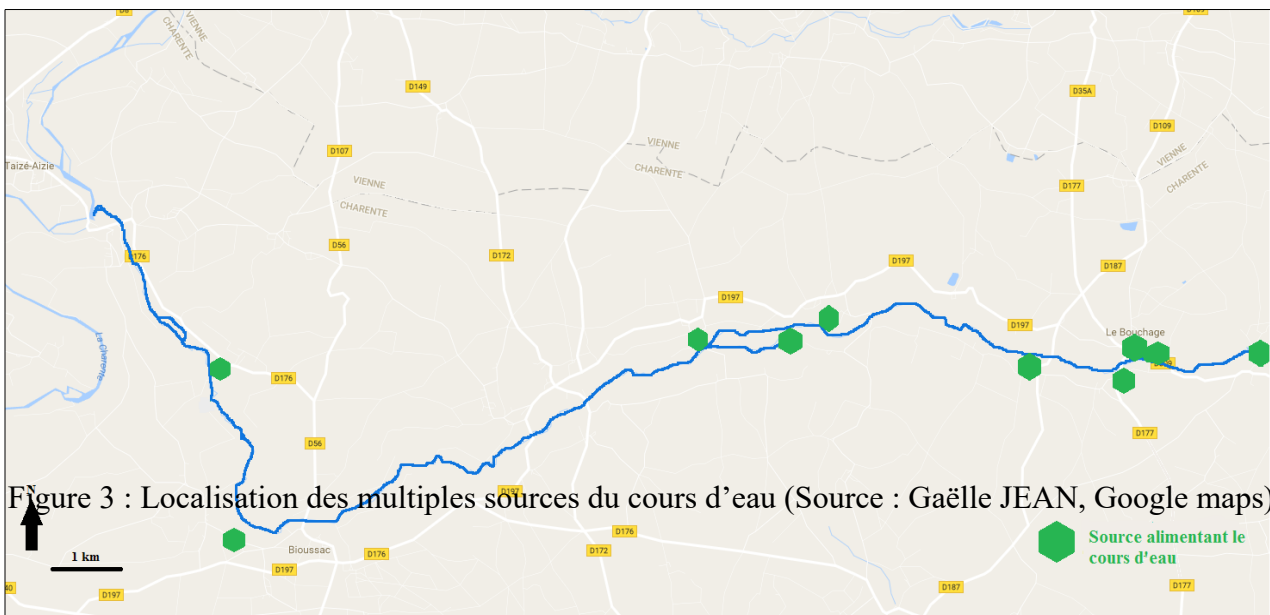 D8
D109
VIENNE
CHARENTE
D149
D35A
D109
D107
VIENNE
CHARENTE
VIENNE
CHARENTE
Taizé-Aizie
VIENNE
CHARENTE
D177
D56
D176
D172
D197
D187
D197
D197
Le Bouchage
La Charente
D176
D177
D56
N
D197
Figure 3 : Localisation des multiples sources du cours d'eau (Source : Gaëlle JEAN, Google maps)
D176
Source alimentant le
cours d'eau
1 km
Bioussac
D176
D172
D197
D187
D177
40
D197